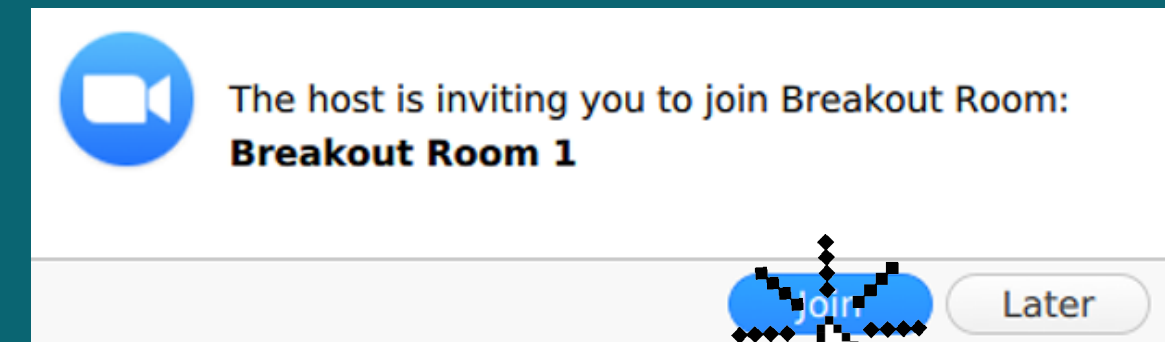 The host is inviting you to join Breakout Room:
Breakout Room 1
Join
Later